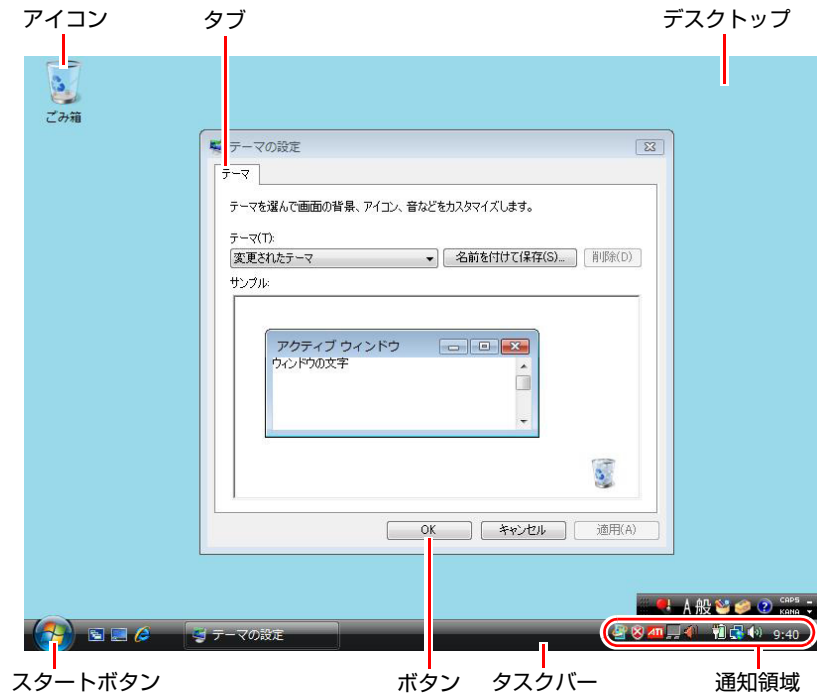 アイコン
タブ
デスクトップ
ごみ箱
テーマの設定
テーマ
テーマを選んで画面の背景、アイコン、音などをカスタマイズします。
テーマ(T):
変更されたテーマ
名前を付けて保存(S)...
削除(D)
サンプル:
アクティブ ウィンドウ
ウィンドウの文字
OK
キャンセル
適用(A)
A 般
CAPS
KANA
テーマの設定
ATI
9:40
スタートボタン
ボタン
タスクバー
通知領域